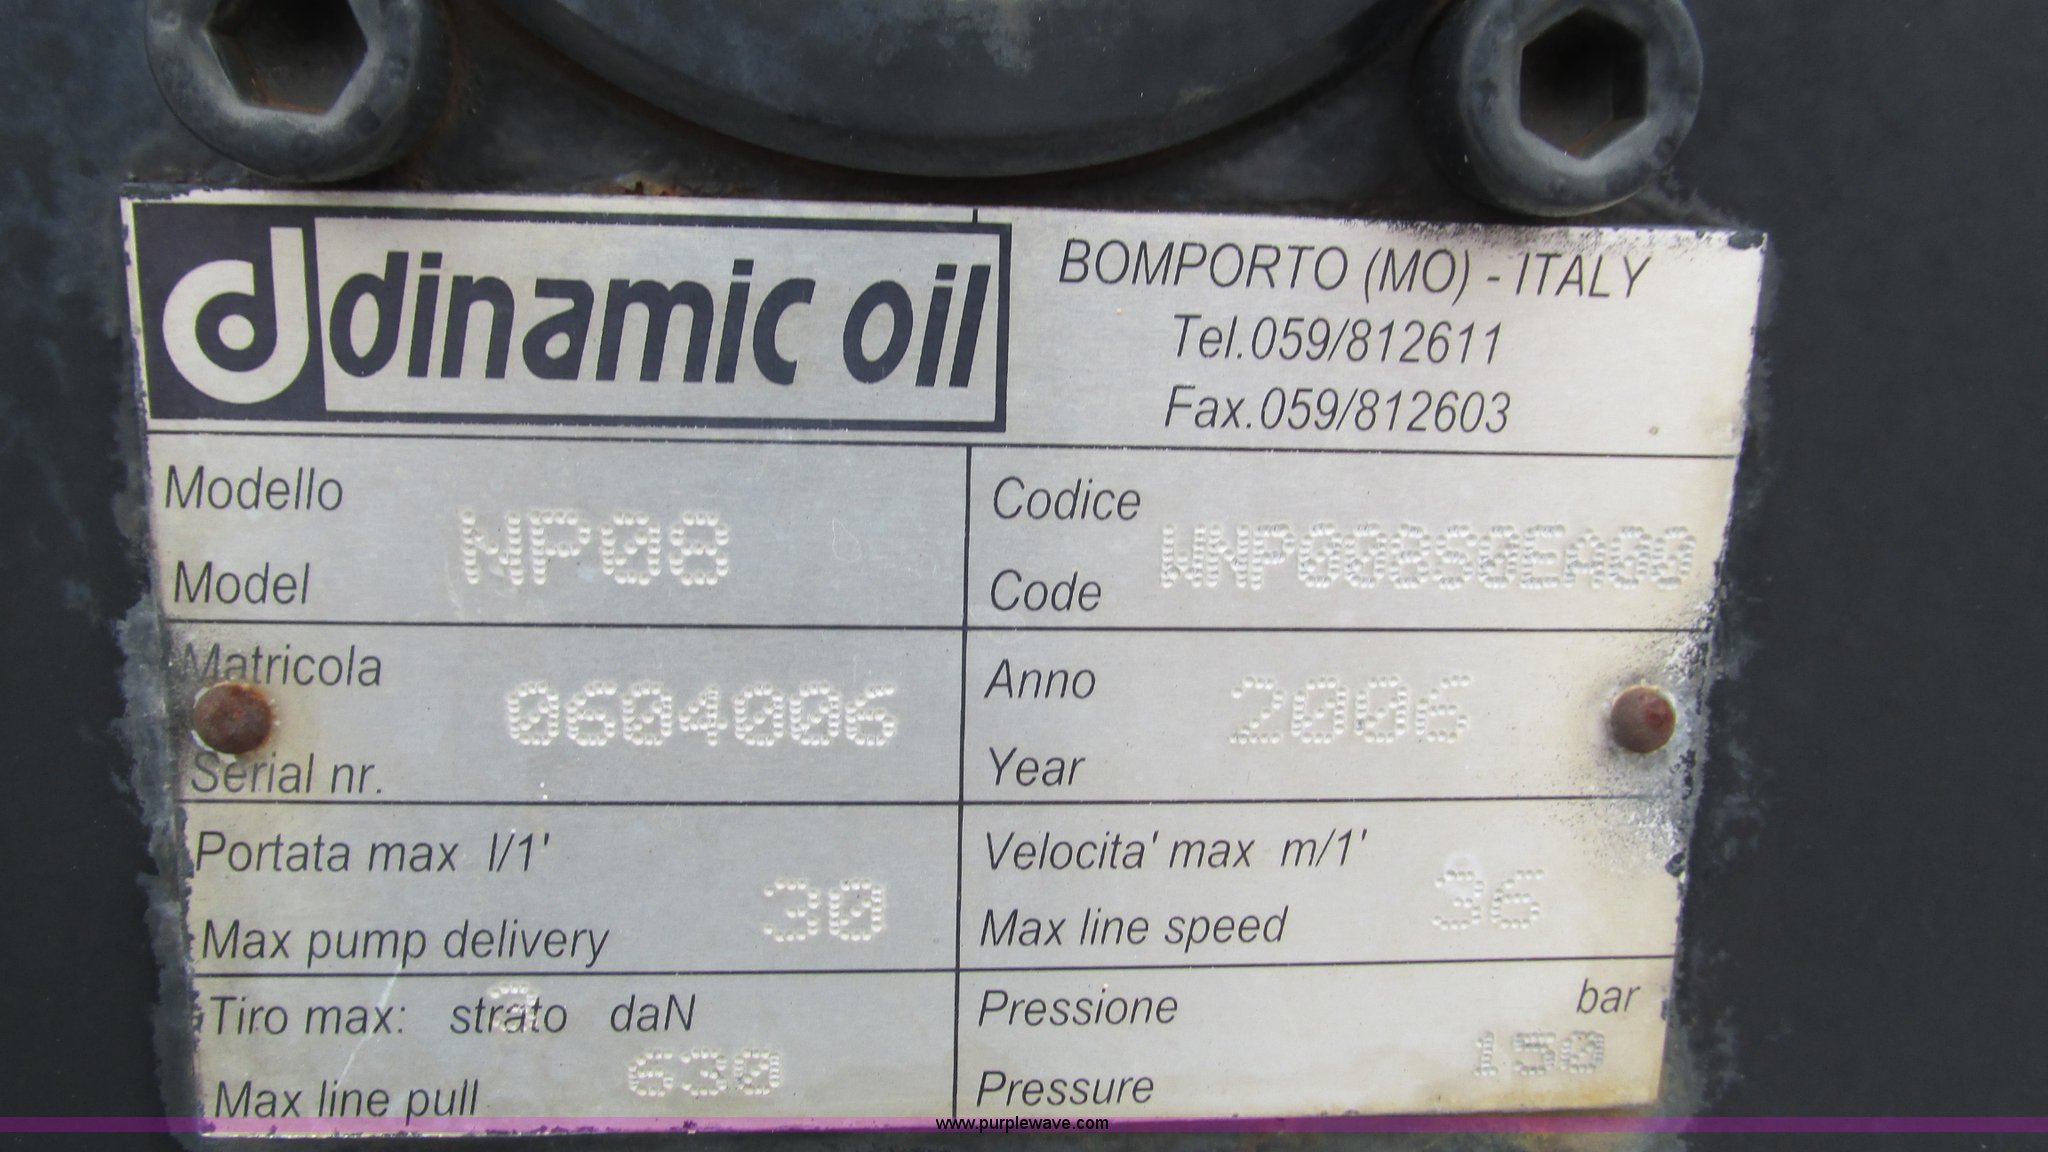 d dinamic oil
BOMPORTO (MO) - ITALY
Tel.059/812611
Fax.059/812603
Modello
Model
NP08
Codice
Code
WNP008S0EA00
Matricola
Serial nr.
0604006
Anno
Year
2006
Portata max l/1'
Max pump delivery
30
Velocita' max m/1'
Max line speed
36
Tiro max: strato daN
Max line pull
630
Pressione bar
Pressure
150
www.purplewave.com